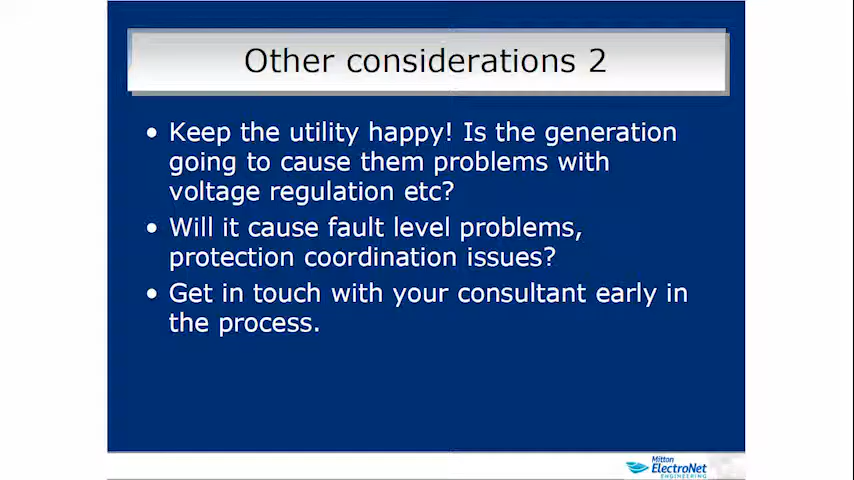 Other considerations 2
• Keep the utility happy! Is the generation
going to cause them problems with
voltage regulation etc?
• Will it cause fault level problems,
protection coordination issues?
• Get in touch with your consultant early in
the process.
Mitton
ElectroNet
ENGINEERING